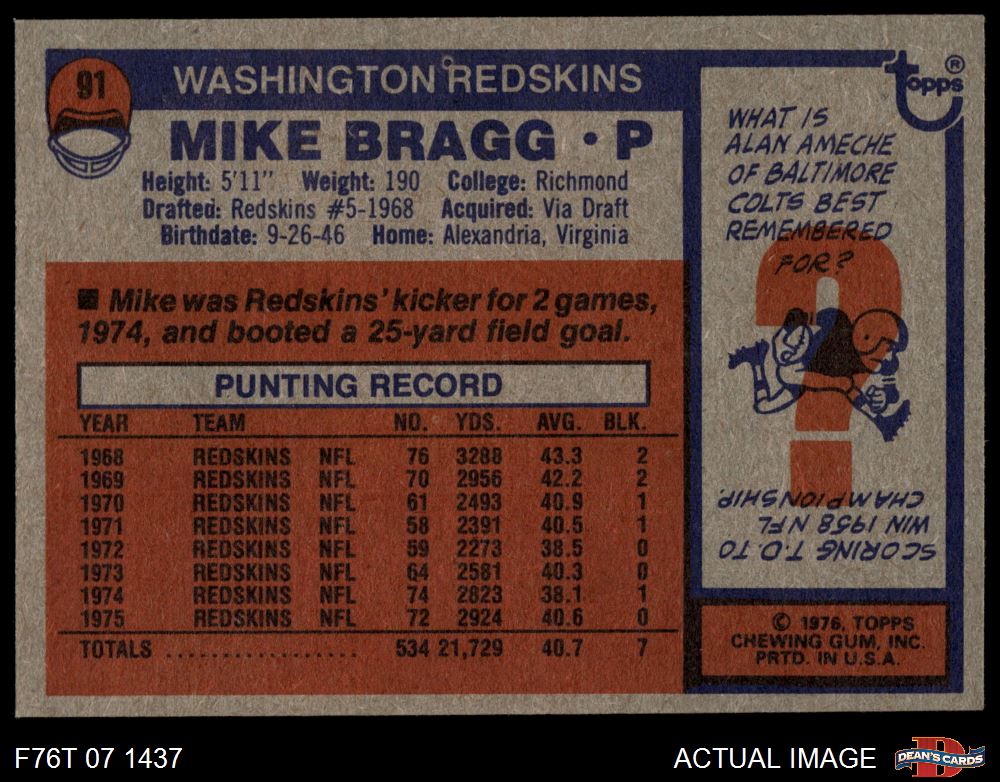 91
WASHINGTON REDSKINS
MIKE BRAGG • P
Height: 5'11" Weight: 190 College: Richmond
Drafted: Redskins #5-1968 Acquired: Via Draft
Birthdate: 9-26-46 Home: Alexandria, Virginia
■ Mike was Redskins' kicker for 2 games,
1974, and booted a 25-yard field goal.
PUNTING RECORD
YEAR TEAM NO. YDS. AVG. BLK.
1968 REDSKINS NFL 76 3288 43.3 2
1969 REDSKINS NFL 70 2956 42.2 2
1970 REDSKINS NFL 61 2493 40.9 1
1971 REDSKINS NFL 58 2391 40.5 1
1972 REDSKINS NFL 59 2273 38.5 0
1973 REDSKINS NFL 64 2581 40.3 0
1974 REDSKINS NFL 74 2823 38.1 1
1975 REDSKINS NFL 72 2924 40.6 0
TOTALS .................. 534 21,729 40.7 7
topps ®
WHAT IS
ALAN AMECHE
OF BALTIMORE
COLTS BEST
REMEMBERED
FOR?
?
SCORING T.D. TO
WIN 1958 NFL
CHAMPIONSHIP.
© 1976, TOPPS
CHEWING GUM, INC.
PRTD. IN U.S.A.
F76T 07 1437
ACTUAL IMAGE
D
DEAN'S CARDS